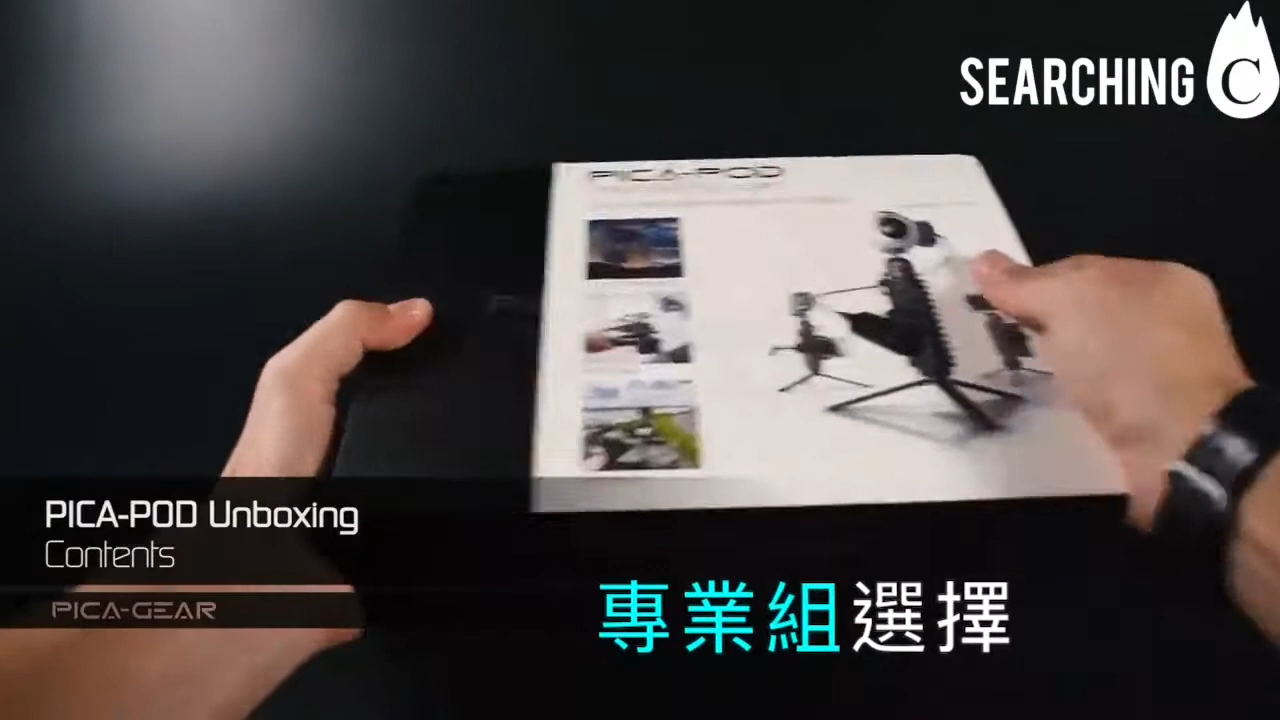 SEARCHING C
PICA-POD
PICA-POD Unboxing
Contents
PICA-GEAR
專業組選擇